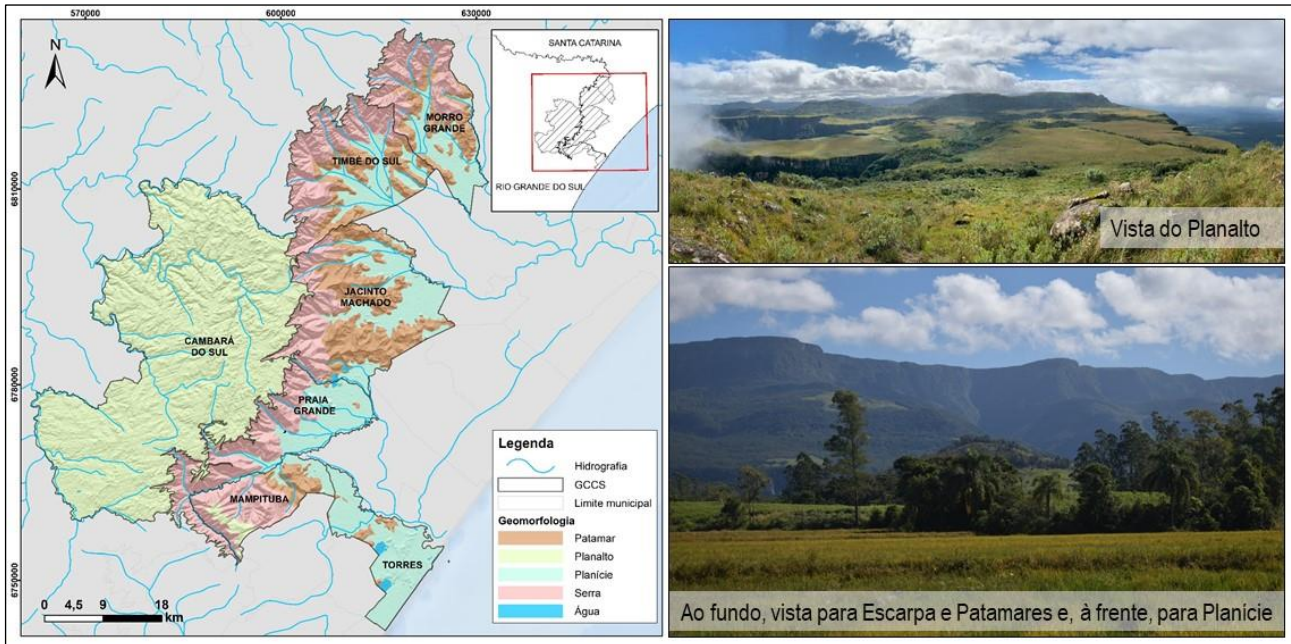 570000
600000
630000
N
SANTA CATARINA
RIO GRANDE DO SUL
MORRO
GRANDE
TIMBÉ DO SUL
6810000
JACINTO
MACHADO
CAMBARÁ
DO SUL
6780000
PRAIA
GRANDE
MAMPITUBA
TORRES
6750000
0 4,5 9 18
km
Legenda
Hidrografia
GCCS
Limite municipal
Geomorfologia
Patamar
Planalto
Planície
Serra
Água
Vista do Planalto
Ao fundo, vista para Escarpa e Patamares e, à frente, para Planície